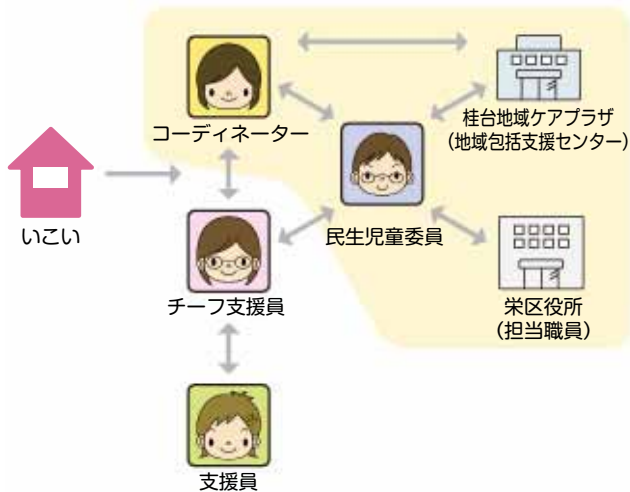 コーディネーター
桂台地域ケアプラザ
(地域包括支援センター)
いこい
民生児童委員
チーフ支援員
栄区役所
(担当職員)
支援員